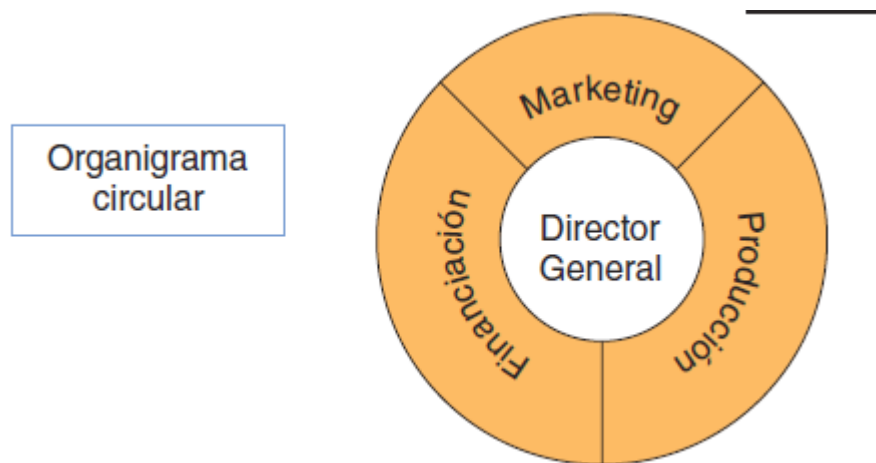 Organigrama
circular
Marketing
Financiación
Director
General
Producción